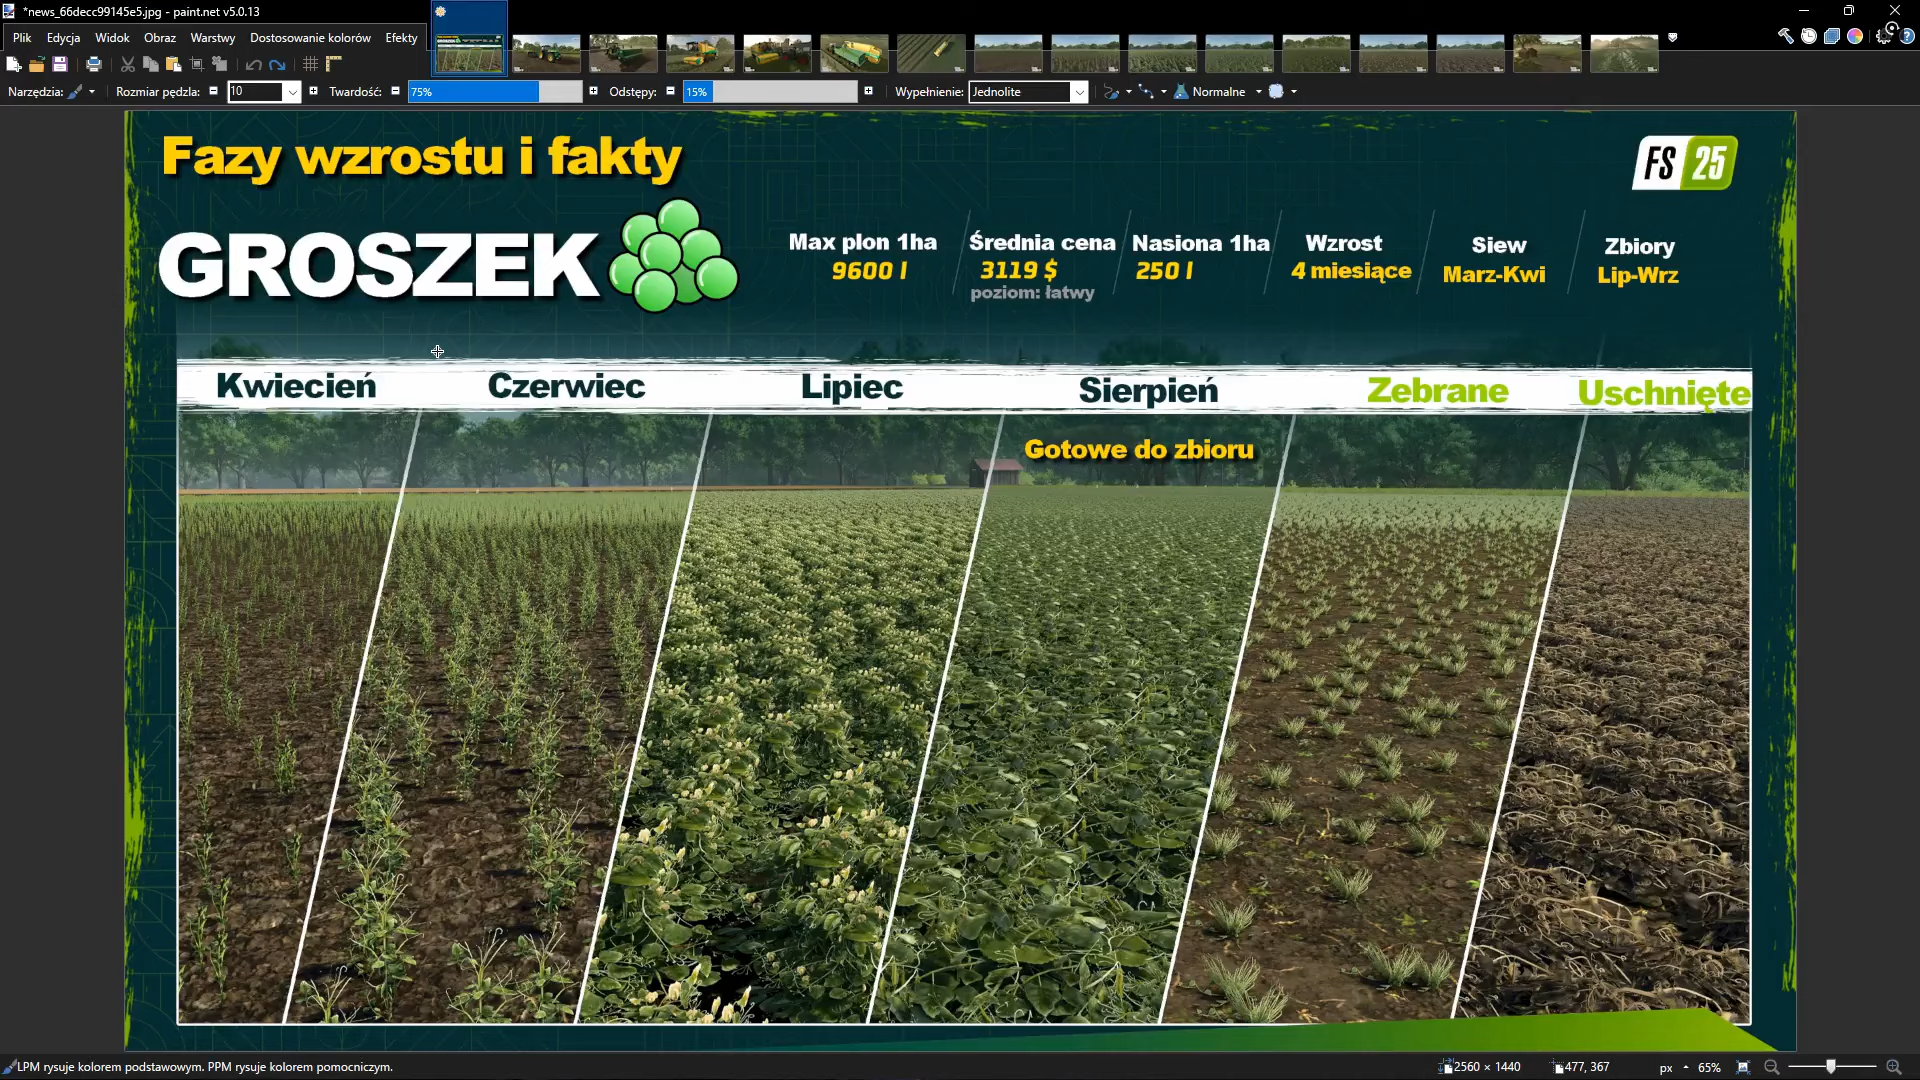 *news_66decc99145e5.jpg - paint.net v5.0.13
Plik Edycja Widok Obraz Warstwy Dostosowanie kolorów Efekty
Narzędzia: Rozmiar pędzla: 10 Twardość: 75% Odstępy: 15% Wypełnienie: Jednolite Normalne
Fazy wzrostu i fakty
FS 25
GROSZEK
Max plon 1ha Średnia cena Nasiona 1ha Wzrost Siew Zbiory
9600 l 3119 $ 250 l 4 miesiące Marz-Kwi Lip-Wrz
poziom: łatwy
Kwiecień Czerwiec Lipiec Sierpień Zebrane Uschnięte
Gotowe do zbioru
LPM rysuje kolorem podstawowym. PPM rysuje kolorem pomocniczym. 2560 × 1440 477, 367 px 65%